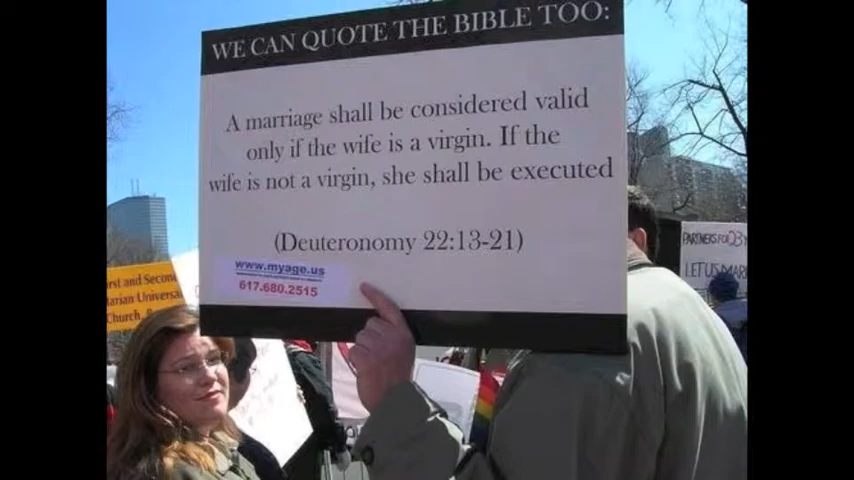 WE CAN QUOTE THE BIBLE TOO:
A marriage shall be considered valid
only if the wife is a virgin. If the
wife is not a virgin, she shall be executed
(Deuteronomy 22:13-21)
www.myage.us
617.680.2515
PARTNERS FOR
LET US MAR
rst and Second
tarian Universa
Church,